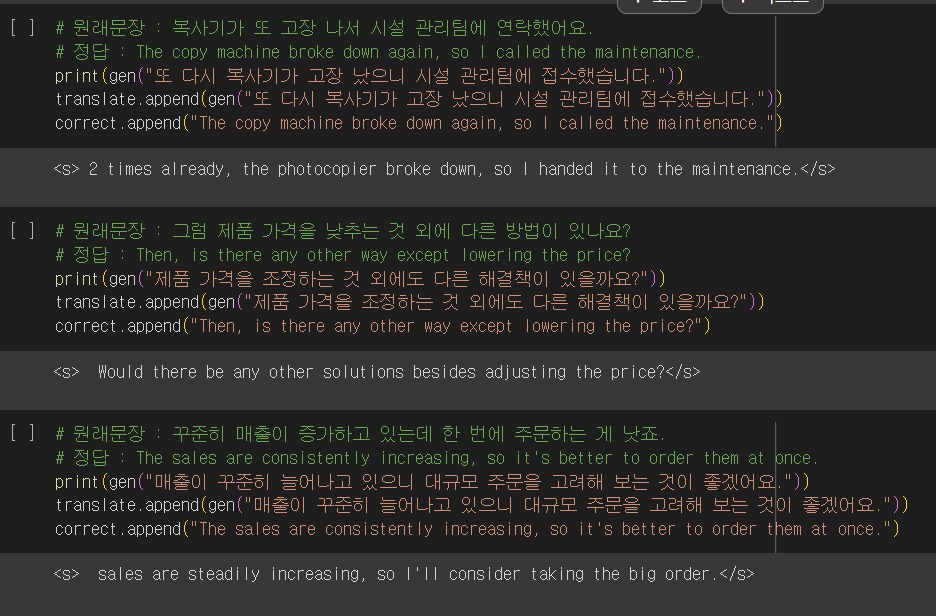 [ ] # 원래문장 : 복사기가 또 고장 나서 시설 관리팀에 연락했어요.
# 정답 : The copy machine broke down again, so I called the maintenance.
print(gen("또 다시 복사기가 고장 났으니 시설 관리팀에 접수했습니다."))
translate.append(gen("또 다시 복사기가 고장 났으니 시설 관리팀에 접수했습니다."))
correct.append("The copy machine broke down again, so I called the maintenance.")
<s> 2 times already, the photocopier broke down, so I handed it to the maintenance.</s>
[ ] # 원래문장 : 그럼 제품 가격을 낮추는 것 외에 다른 방법이 있나요?
# 정답 : Then, is there any other way except lowering the price?
print(gen("제품 가격을 조정하는 것 외에도 다른 해결책이 있을까요?"))
translate.append(gen("제품 가격을 조정하는 것 외에도 다른 해결책이 있을까요?"))
correct.append("Then, is there any other way except lowering the price?")
<s>  Would there be any other solutions besides adjusting the price?</s>
[ ] # 원래문장 : 꾸준히 매출이 증가하고 있는데 한 번에 주문하는 게 낫죠.
# 정답 : The sales are consistently increasing, so it's better to order them at once.
print(gen("매출이 꾸준히 늘어나고 있으니 대규모 주문을 고려해 보는 것이 좋겠어요."))
translate.append(gen("매출이 꾸준히 늘어나고 있으니 대규모 주문을 고려해 보는 것이 좋겠어요."))
correct.append("The sales are consistently increasing, so it's better to order them at once.")
<s>  sales are steadily increasing, so I'll consider taking the big order.</s>